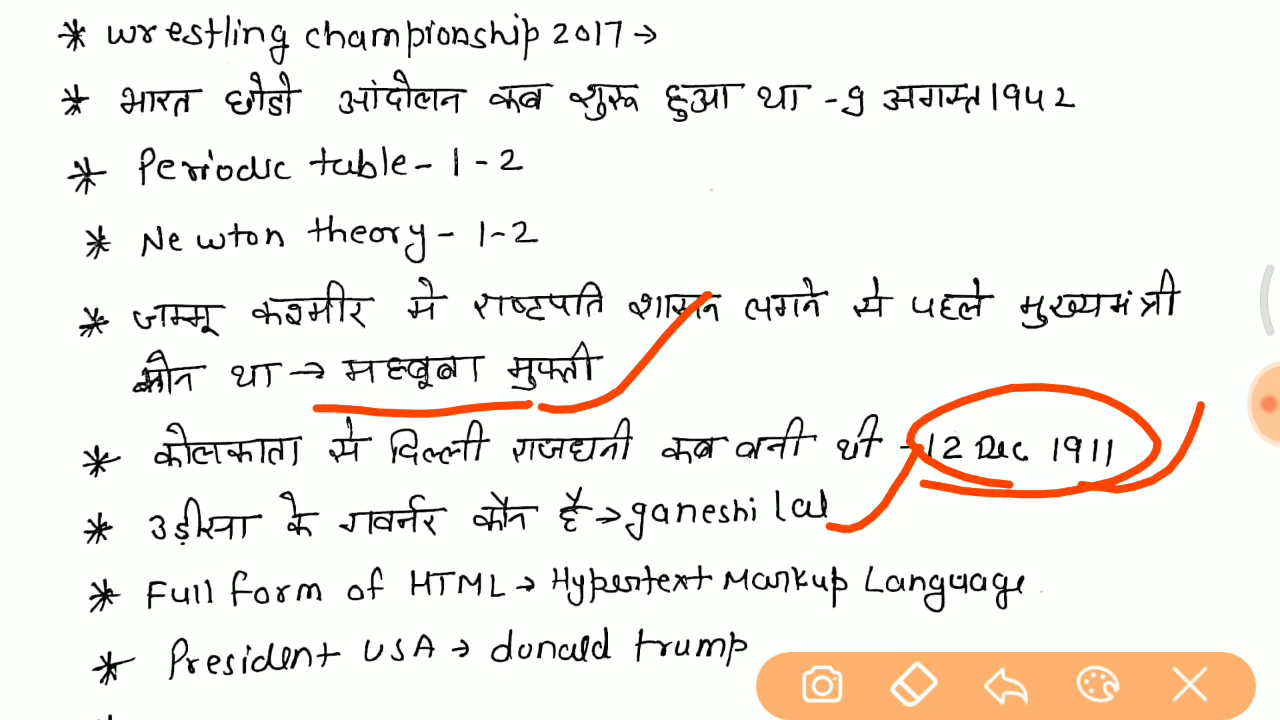 * Wrestling championship 2017 →
* भारत छोडो आंदोलन कब शुरू हुआ था - 9 अगस्त 1942
* Periodic table - 1 - 2
* Newton theory - 1-2
* जम्मू कश्मीर मे राष्टपति शासन लगने से पहले मुख्यमंत्री
कौन था → महबूबा मुफ्ती
* कोलकाता से दिल्ली राजधनी कब बनी थी - 12 Dec 1911
* उड़ीसा के गवर्नर कौन है → ganeshi lal
* Full form of HTML → Hypertext Markup Language
* President USA → donald trump